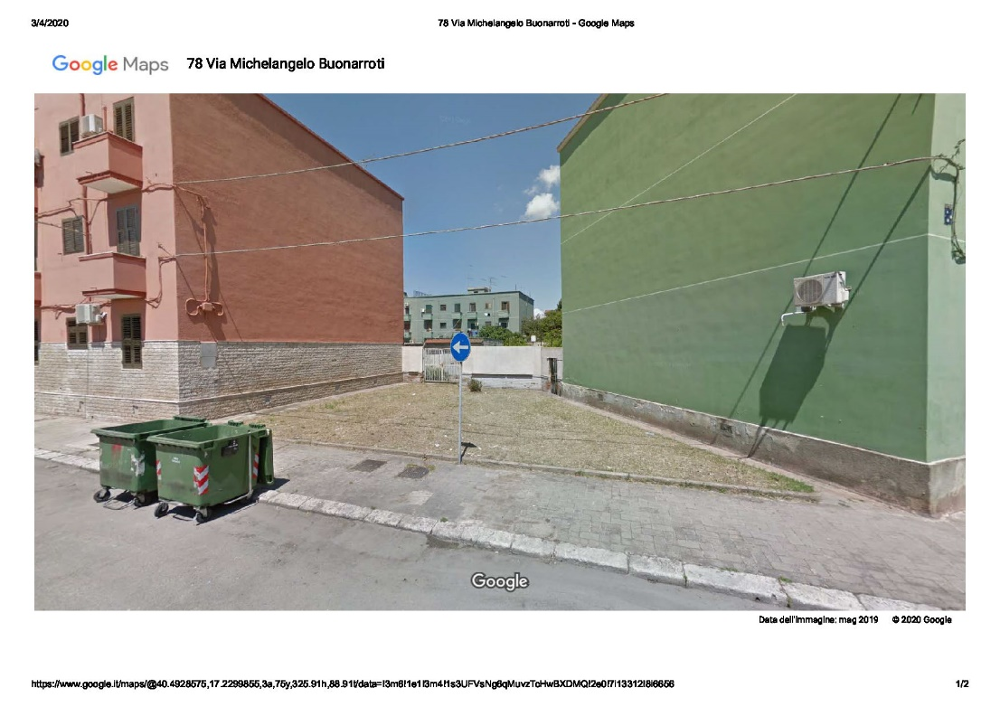 3/4/2020
78 Via Michelangelo Buonarroti - Google Maps
Google Maps
78 Via Michelangelo Buonarroti
Google
Data dell'immagine: mag 2019 © 2020 Google
https://www.google.it/maps/@40.4928575,17.2299855,3a,75y,325.91h,88.91t/data=!3m6!1e1!3m4!1s3UFVsNg6qMuvzTcHwBXDMQ!2e0!7i13312!8i6656
1/2